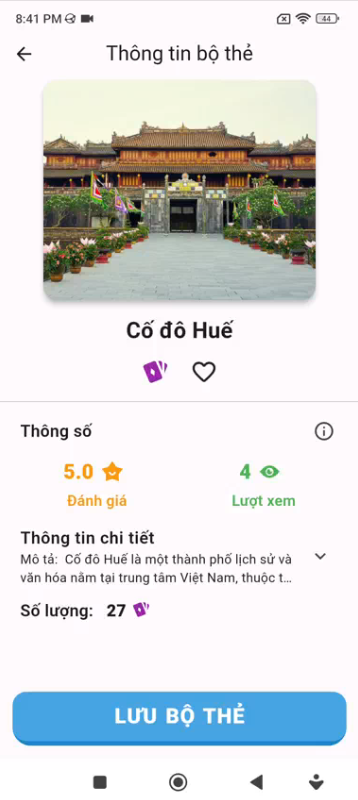 8:41 PM
44
Thông tin bộ thẻ
Cố đô Huế
Thông số
5.0
4
Đánh giá
Lượt xem
Thông tin chi tiết
Mô tả: Cố đô Huế là một thành phố lịch sử và
văn hóa nằm tại trung tâm Việt Nam, thuộc t...
Số lượng: 27
LƯU BỘ THẺ